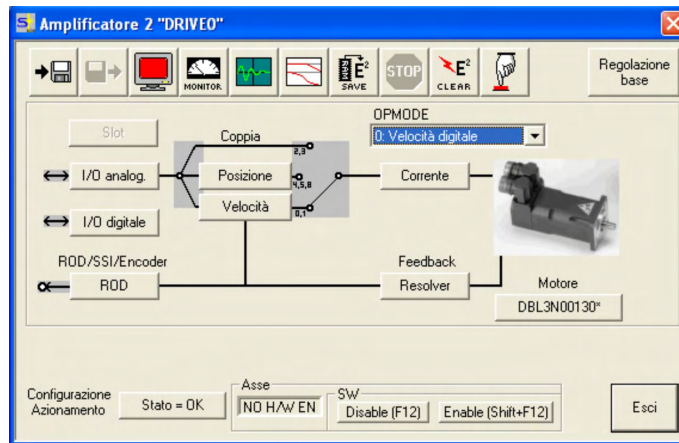 Amplificatore 2 "DRIVE0"
MONITOR
E² SAVE
STOP
E² CLEAR
Regolazione base
OPMODE
0: Velocità digitale
Slot
Coppia
2,3
I/O analog.
Posizione
4,5,8
Corrente
Velocità
0,1
I/O digitale
ROD/SSI/Encoder
Feedback
ROD
Resolver
Motore
DBL3N00130*
Configurazione
Azionamento
Stato = OK
Asse
NO H/W EN
SW
Disable (F12)
Enable (Shift+F12)
Esci